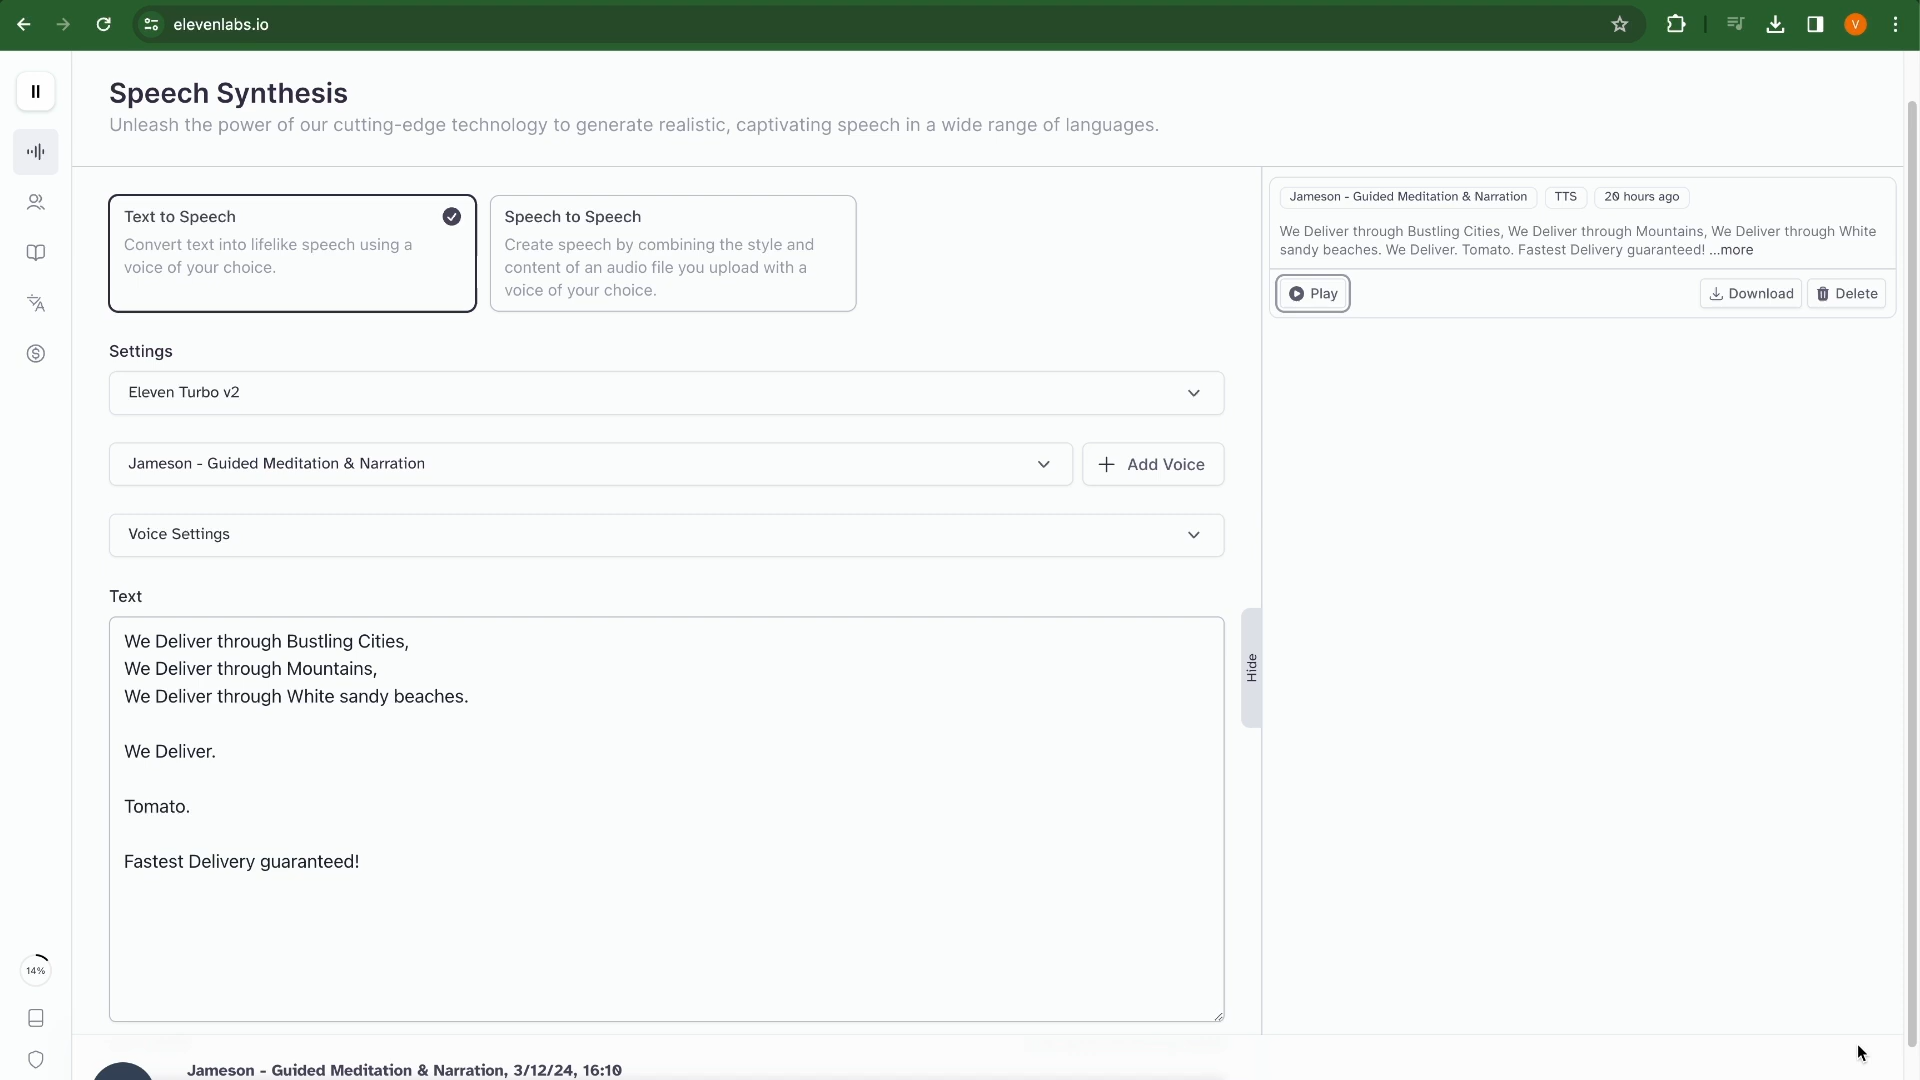 elevenlabs.io
V
Speech Synthesis
Unleash the power of our cutting-edge technology to generate realistic, captivating speech in a wide range of languages.
Text to Speech
Convert text into lifelike speech using a
voice of your choice.
Speech to Speech
Create speech by combining the style and
content of an audio file you upload with a
voice of your choice.
Settings
Eleven Turbo v2
Jameson - Guided Meditation & Narration
Add Voice
Voice Settings
Text
We Deliver through Bustling Cities,
We Deliver through Mountains,
We Deliver through White sandy beaches.
We Deliver.
Tomato.
Fastest Delivery guaranteed!
Hide
Jameson - Guided Meditation & Narration TTS 20 hours ago
We Deliver through Bustling Cities, We Deliver through Mountains, We Deliver through White
sandy beaches. We Deliver. Tomato. Fastest Delivery guaranteed! ...more
Play Download Delete
14%
Jameson - Guided Meditation & Narration, 3/12/24, 16:10